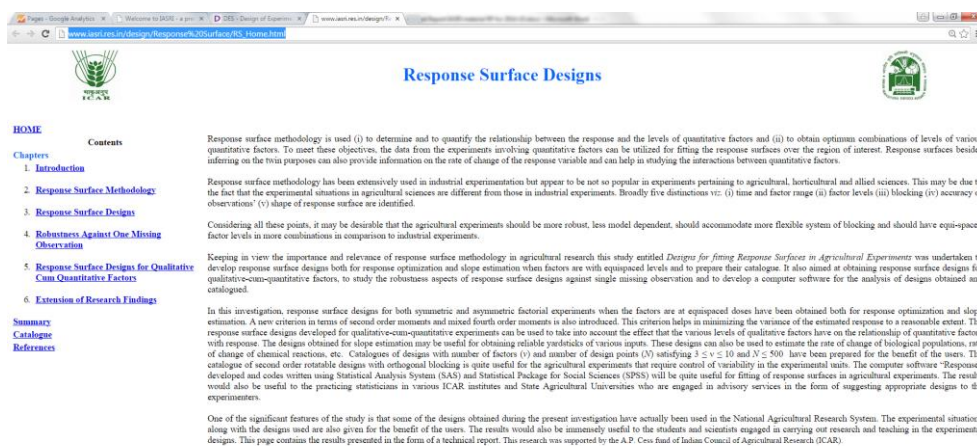 Pages - Google Analytics
Welcome to IASRI - a pre
DES - Design of Experime
www.iasri.res.in/design/R
www.iasri.res.in/design/Response%20Surface/RS_Home.html
ICAR
Response Surface Designs
HOME
Contents
Chapters
1. Introduction
2. Response Surface Methodology
3. Response Surface Designs
4. Robustness Against One Missing
Observation
5. Response Surface Designs for Qualitative
Cum Quantitative Factors
6. Extension of Research Findings
Summary
Catalogue
References
Response surface methodology is used (i) to determine and to quantify the relationship between the response and the levels of quantitative factors and (ii) to obtain optimum combinations of levels of variou
quantitative factors. To meet these objectives, the data from the experiments involving quantitative factors can be utilized for fitting the response surfaces over the region of interest. Response surfaces beside
inferring on the twin purposes can also provide information on the rate of change of the response variable and can help in studying the interactions between quantitative factors.
Response surface methodology has been extensively used in industrial experimentation but appear to be not so popular in experiments pertaining to agricultural, horticultural and allied sciences. This may be due t
the fact that the experimental situations in agricultural sciences are different from those in industrial experiments. Broadly five distinctions viz. (i) time and factor range (ii) factor levels (iii) blocking (iv) accuracy o
observations' (v) shape of response surface are identified.
Considering all these points, it may be desirable that the agricultural experiments should be more robust, less model dependent, should accommodate more flexible system of blocking and should have equi-space
factor levels in more combinations in comparison to industrial experiments.
Keeping in view the importance and relevance of response surface methodology in agricultural research this study entitled Designs for fitting Response Surfaces in Agricultural Experiments was undertaken t
develop response surface designs both for response optimization and slope estimation when factors are with equispaced levels and to prepare their catalogue. It also aimed at obtaining response surface designs fo
qualitative-cum-quantitative factors, to study the robustness aspects of response surface designs against single missing observation and to develop a computer software for the analysis of designs obtained an
catalogued.
In this investigation, response surface designs for both symmetric and asymmetric factorial experiments when the factors are at equispaced doses have been obtained both for response optimization and slop
estimation. A new criterion in terms of second order moments and mixed fourth order moments is also introduced. This criterion helps in minimizing the variance of the estimated response to a reasonable extent. Th
response surface designs developed for qualitative-cum-quantitative experiments can be used to take into account the effect that the various levels of qualitative factors have on the relationship of quantitative factor
with response. The designs obtained for slope estimation may be useful for obtaining reliable yardsticks of various inputs. These designs can also be used to estimate the rate of change of biological populations, rat
of change of chemical reactions, etc. Catalogues of designs with number of factors (v) and number of design points (N) satisfying 3 ≤ v ≤ 10 and N ≤ 500 have been prepared for the benefit of the users. Th
catalogue of second order rotatable designs with orthogonal blocking is quite useful for the agricultural experiments that require control of variability in the experimental units. The computer software "Respons
developed and codes written using Statistical Analysis System (SAS) and Statistical Package for Social Sciences (SPSS) will be quite useful for fitting of response surfaces in agricultural experiments. The result
would also be useful to the practicing statisticians in various ICAR institutes and State Agricultural Universities who are engaged in advisory services in the form of suggesting appropriate designs to th
experimenters.
One of the significant features of the study is that some of the designs obtained during the present investigation have actually been used in the National Agricultural Research System. The experimental situation
along with the designs used are also given for the benefit of the users. The results would also be immensely useful to the students and scientists engaged in carrying out research and teaching in the experiment
designs. This page contains the results presented in the form of a technical report. This research was supported by the A.P. Cess fund of Indian Council of Agricultural Research (ICAR).